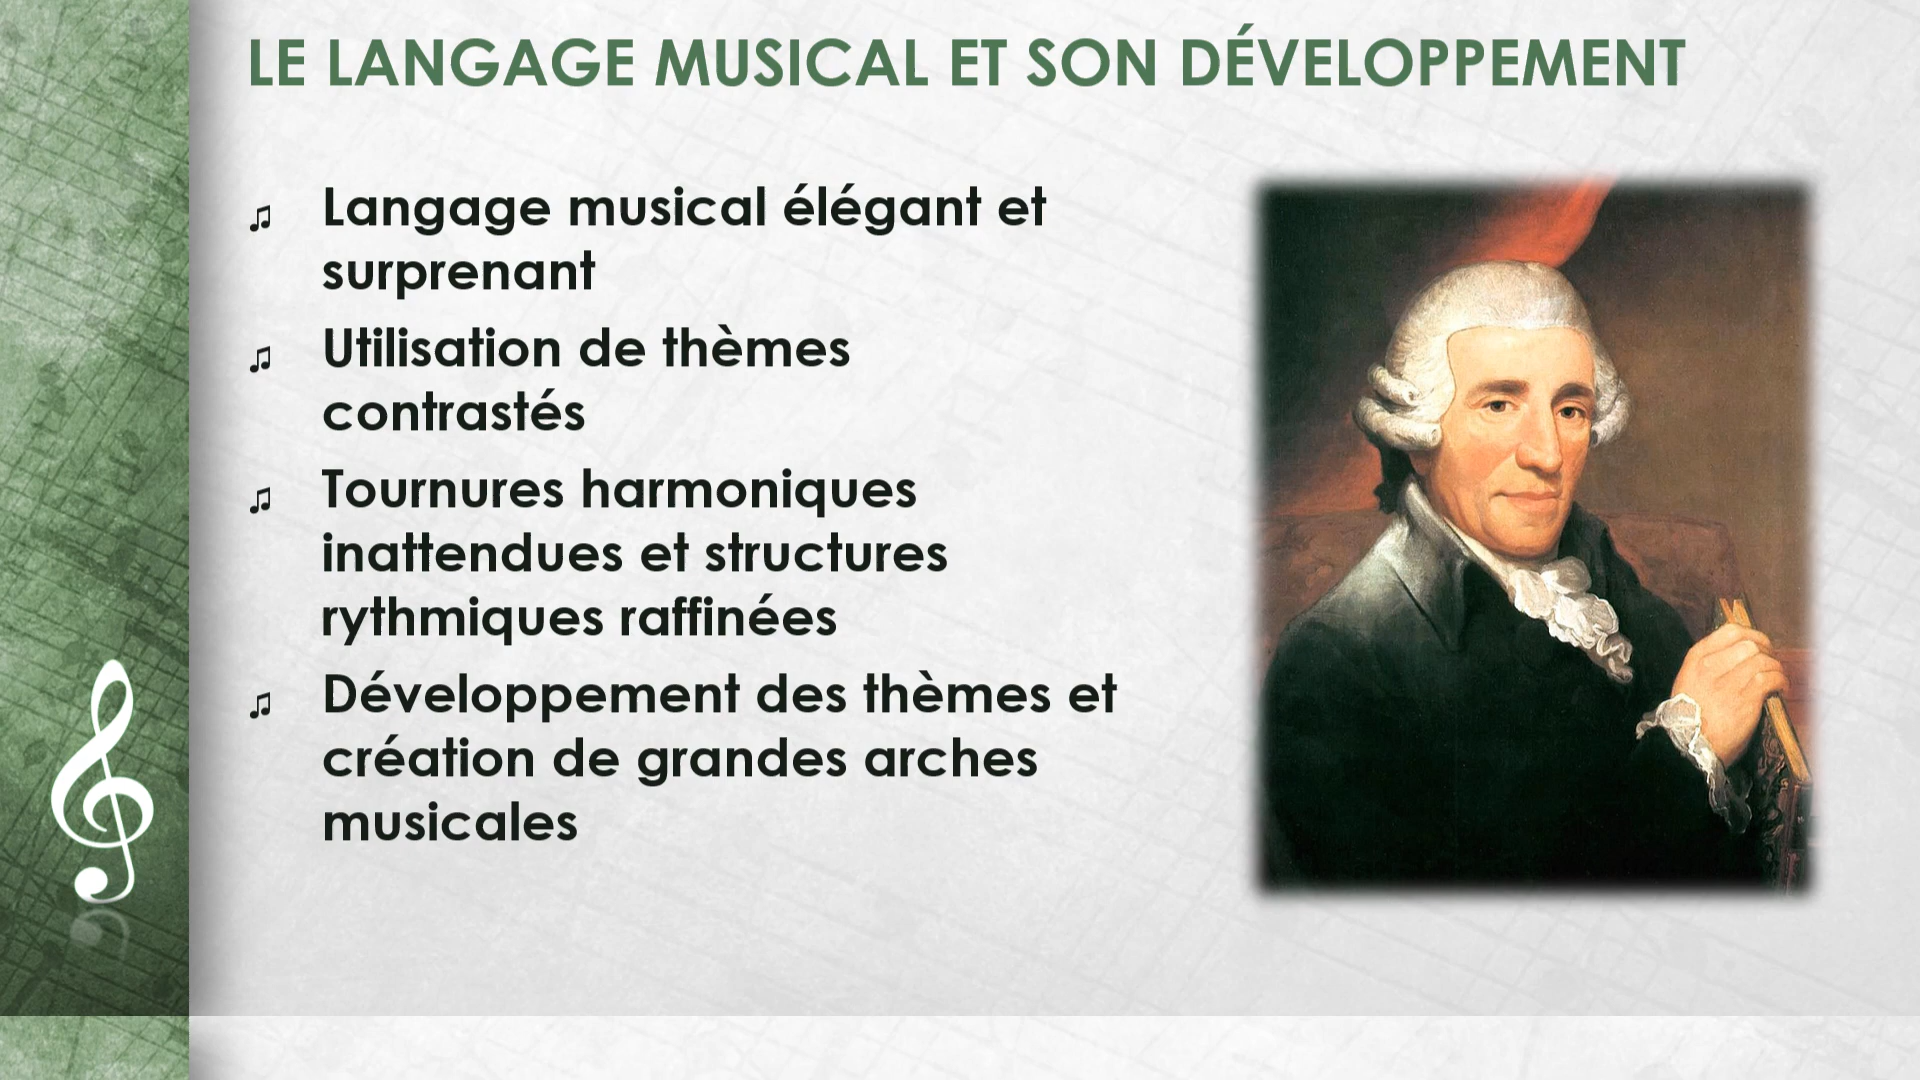 LE LANGAGE MUSICAL ET SON DÉVELOPPEMENT
♫ Langage musical élégant et
surprenant
♫ Utilisation de thèmes
contrastés
♫ Tournures harmoniques
inattendues et structures
rythmiques raffinées
♫ Développement des thèmes et
création de grandes arches
musicales